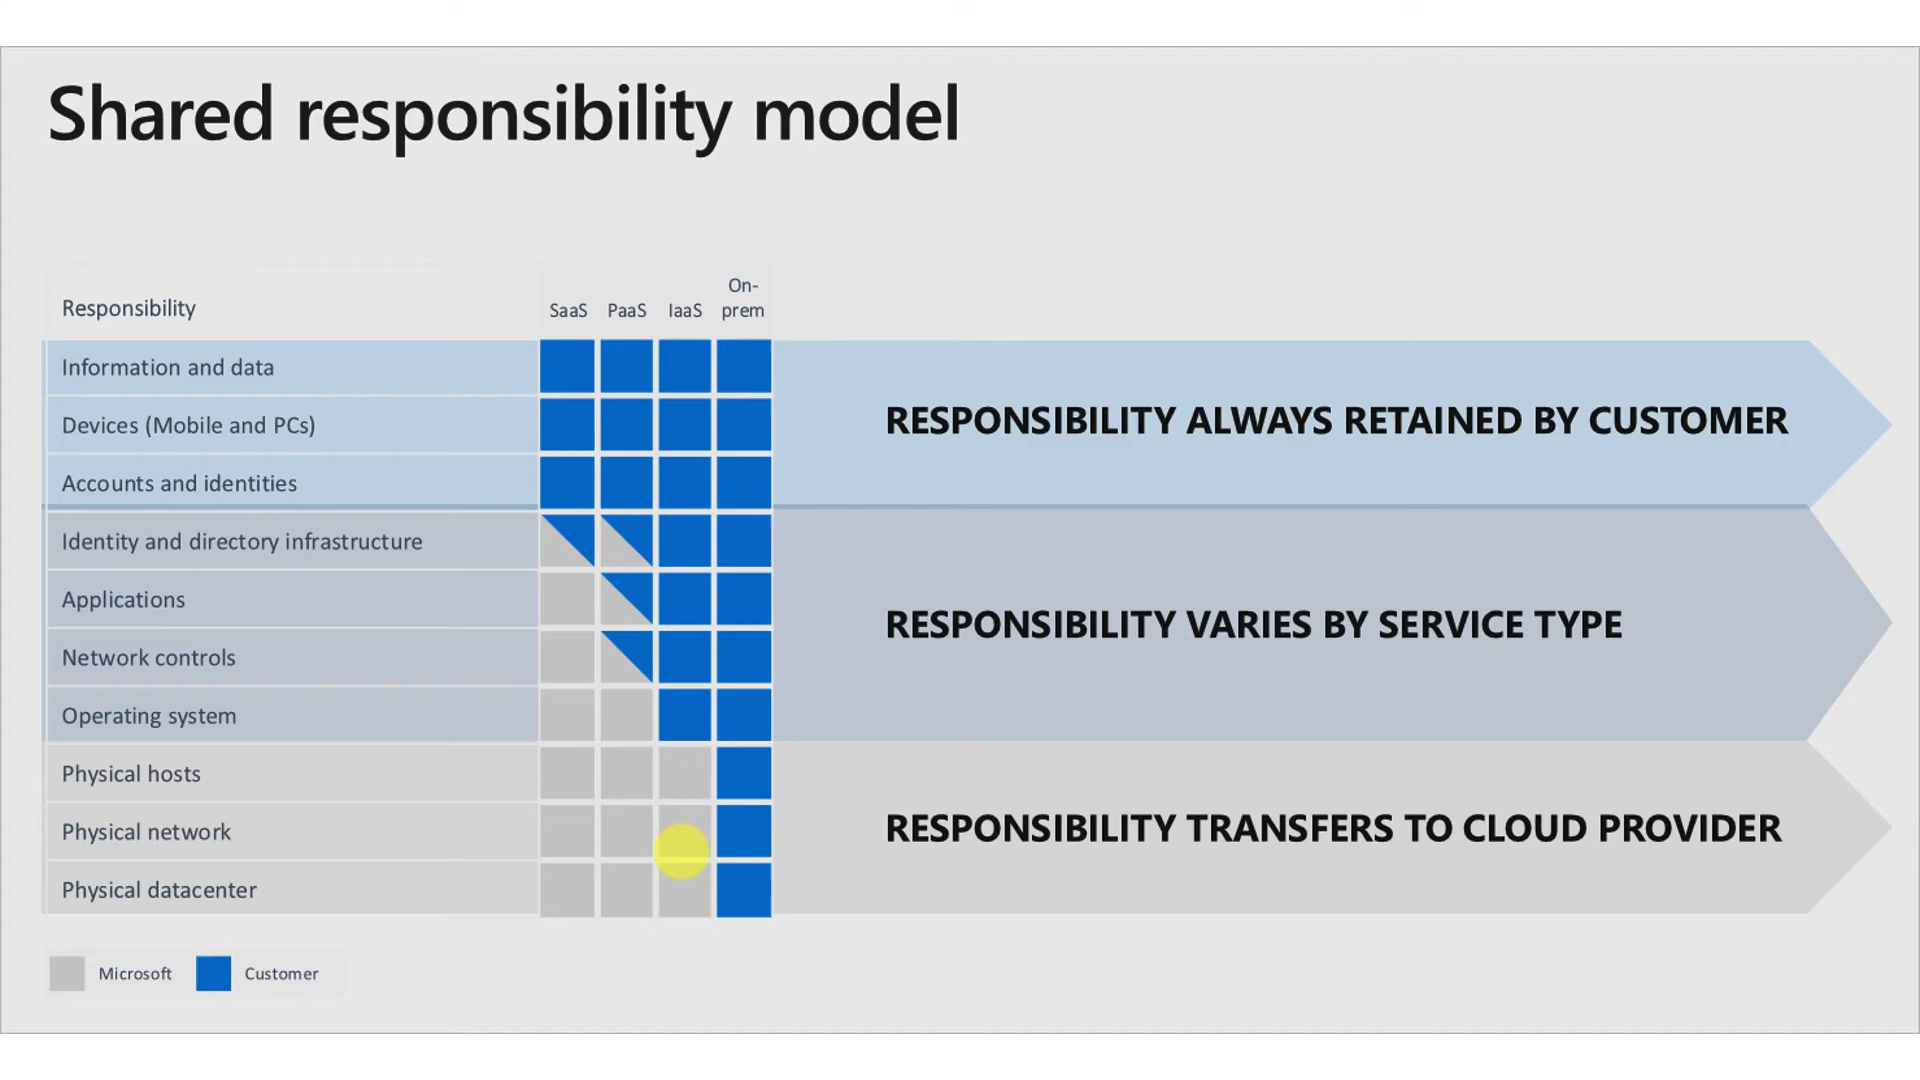 Shared responsibility model
Responsibility
SaaS
PaaS
IaaS
On-
prem
Information and data
Devices (Mobile and PCs)
Accounts and identities
RESPONSIBILITY ALWAYS RETAINED BY CUSTOMER
Identity and directory infrastructure
Applications
Network controls
Operating system
RESPONSIBILITY VARIES BY SERVICE TYPE
Physical hosts
Physical network
Physical datacenter
RESPONSIBILITY TRANSFERS TO CLOUD PROVIDER
Microsoft
Customer